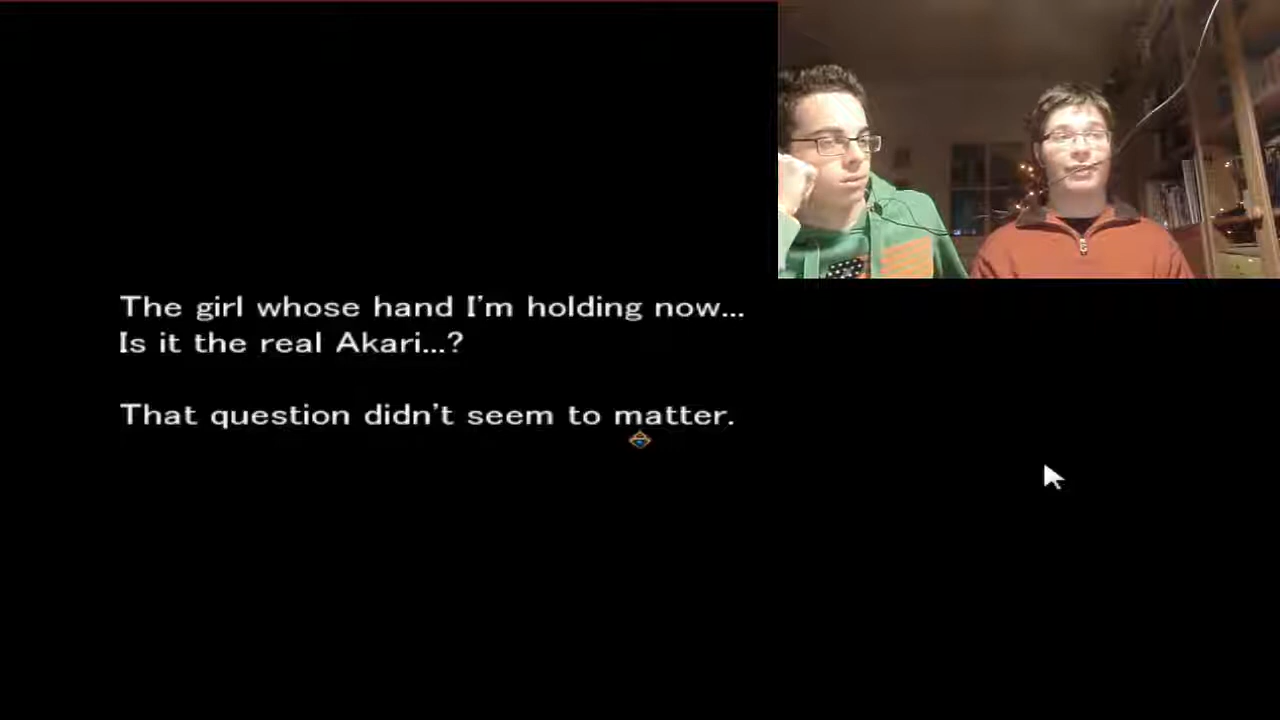 The girl whose hand I'm holding now...
Is it the real Akari...?
That question didn't seem to matter.